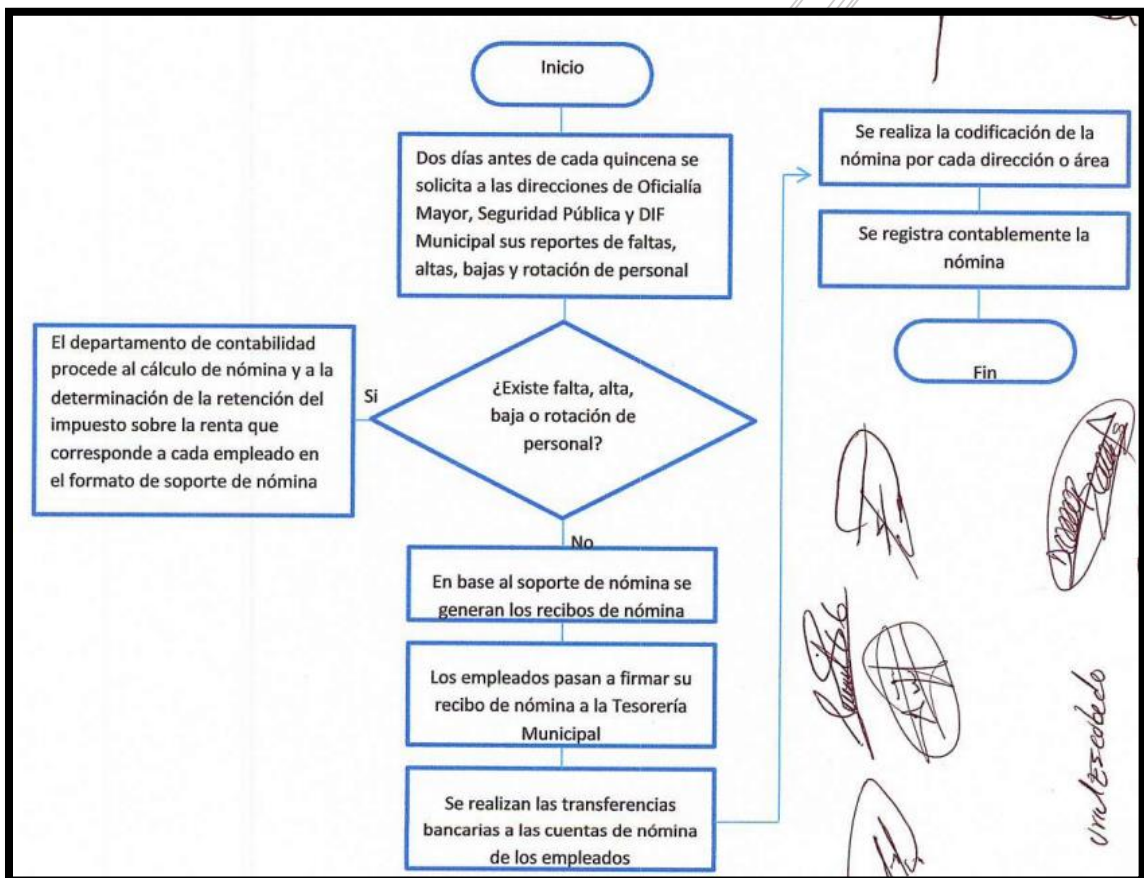 Inicio
Dos días antes de cada quincena se
solicita a las direcciones de Oficialía
Mayor, Seguridad Pública y DIF
Municipal sus reportes de faltas,
altas, bajas y rotación de personal
¿Existe falta, alta,
baja o rotación de
personal?
Si
El departamento de contabilidad
procede al cálculo de nómina y a la
determinación de la retención del
impuesto sobre la renta que
corresponde a cada empleado en
el formato de soporte de nómina
No
En base al soporte de nómina se
generan los recibos de nómina
Los empleados pasan a firmar su
recibo de nómina a la Tesorería
Municipal
Se realizan las transferencias
bancarias a las cuentas de nómina
de los empleados
Se realiza la codificación de la
nómina por cada dirección o área
Se registra contablemente la
nómina
Fin